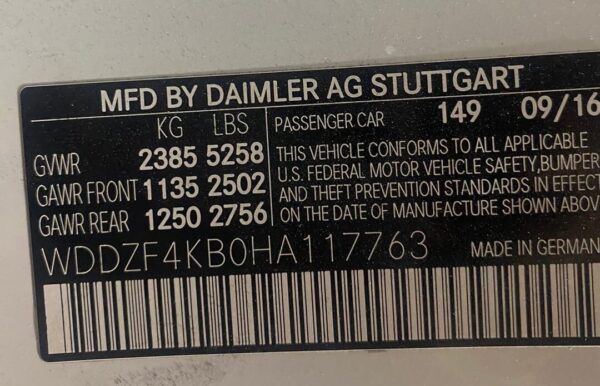 MFD BY DAIMLER AG STUTTGART
KG LBS PASSENGER CAR 149 09/16
GVWR 2385 5258 THIS VEHICLE CONFORMS TO ALL APPLICABLE
GAWR FRONT 1135 2502 U.S. FEDERAL MOTOR VEHICLE SAFETY, BUMPER
GAWR REAR 1250 2756 AND THEFT PREVENTION STANDARDS IN EFFECT
ON THE DATE OF MANUFACTURE SHOWN ABOVE
WDDZF4KB0HA117763 MADE IN GERMAN